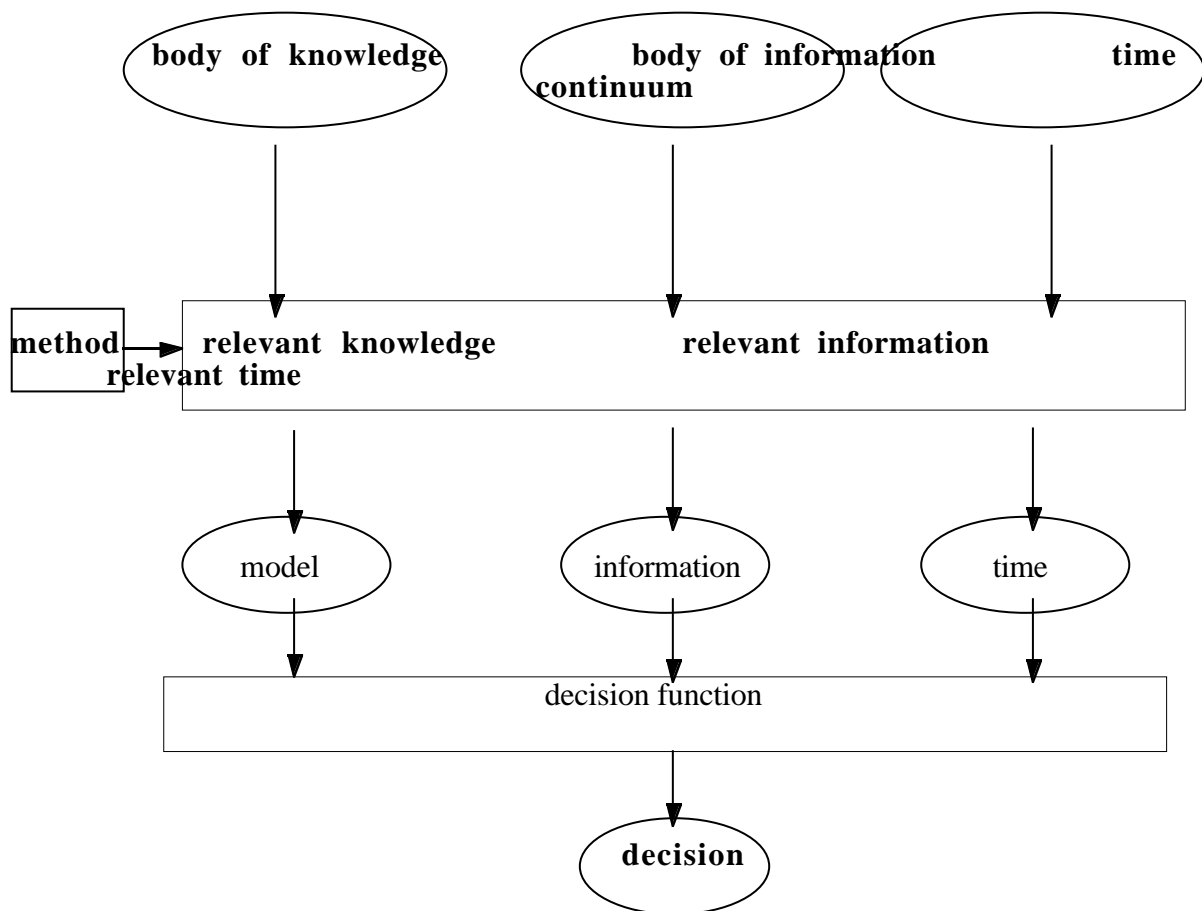 body of knowledge body of information time
continuum
method relevant knowledge relevant information
relevant time
model information time
decision function
decision